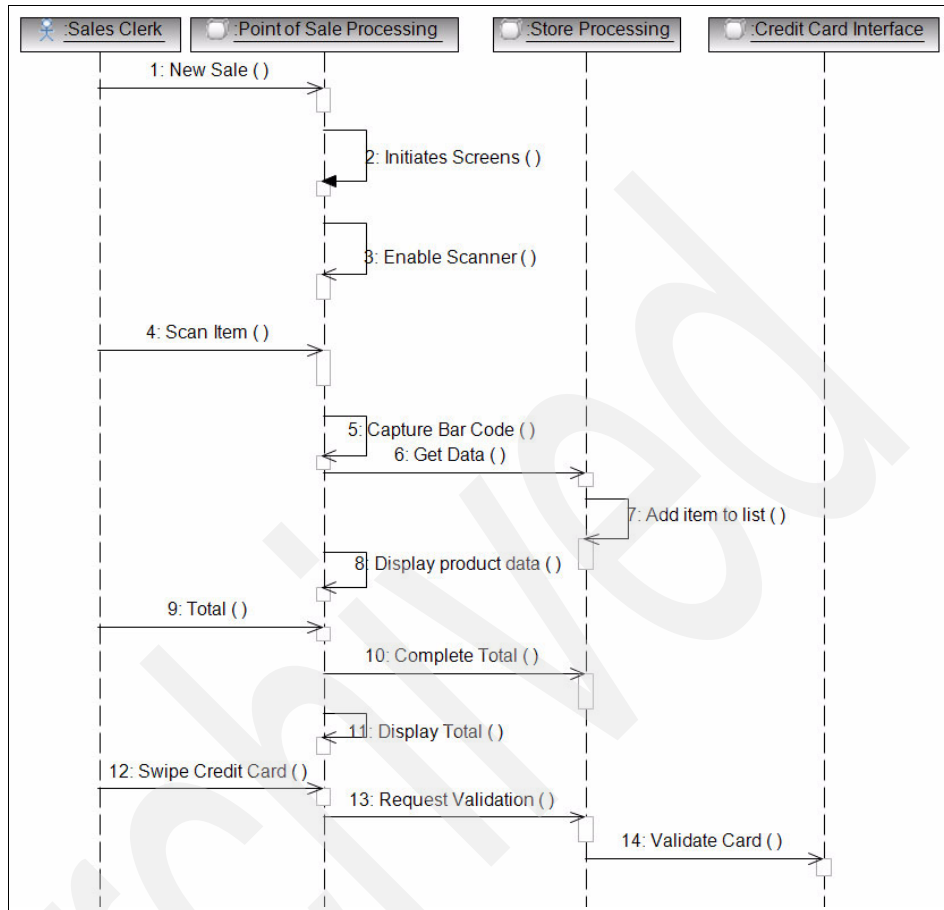 :Sales Clerk
:Point of Sale Processing
:Store Processing
:Credit Card Interface
1: New Sale ( )
2: Initiates Screens ( )
3: Enable Scanner ( )
4: Scan Item ( )
5: Capture Bar Code ( )
6: Get Data ( )
7: Add item to list ( )
8: Display product data ( )
9: Total ( )
10: Complete Total ( )
11: Display Total ( )
12: Swipe Credit Card ( )
13: Request Validation ( )
14: Validate Card ( )